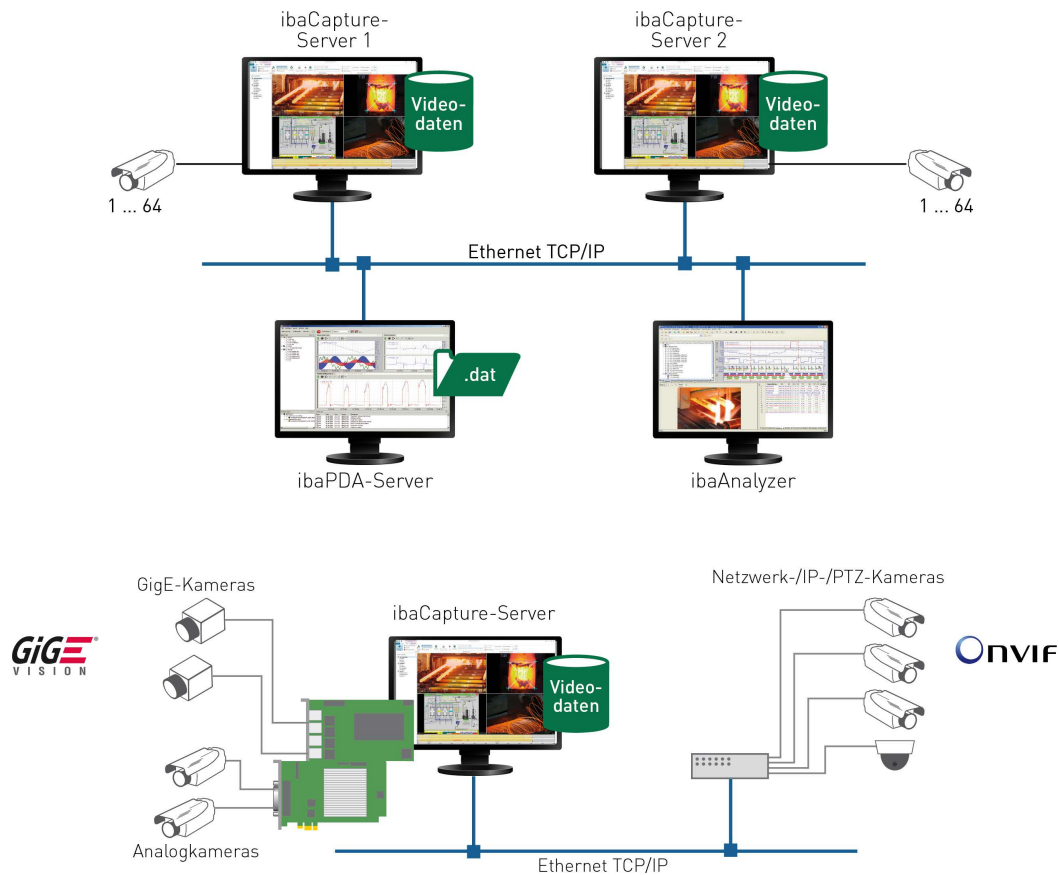 ibaCapture-
Server 1
ibaCapture-
Server 2
Video-
daten
Video-
daten
1 ... 64
1 ... 64
Ethernet TCP/IP
.dat
ibaPDA-Server
ibaAnalyzer
GigE-Kameras
Netzwerk-/IP-/PTZ-Kameras
ibaCapture-Server
GiGE
VISION
ONVIF
Video-
daten
Analogkameras
Ethernet TCP/IP